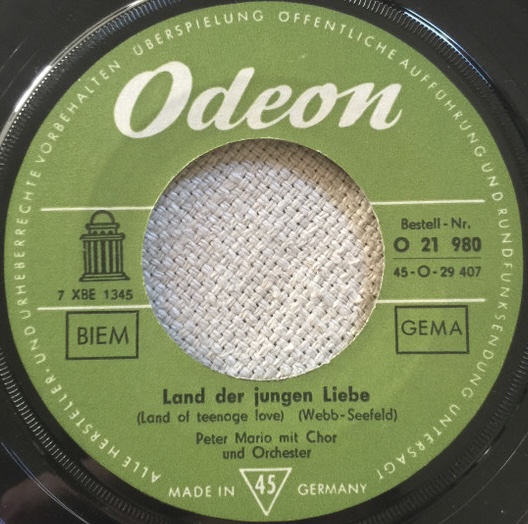 ALLE HERSTELLER- UND URHEBERRECHTE VORBEHALTEN ÜBERSPIELUNG ÖFFENTLICHE AUFFÜHRUNG UND RUNDFUNKSENDUNG UNTERSAGT
Odeon
Bestell-Nr.
O 21 980
45-O-29 407
7 XBE 1345
BIEM
GEMA
Land der jungen Liebe
(Land of teenage love) (Webb-Seefeld)
Peter Mario mit Chor
und Orchester
MADE IN 45 GERMANY